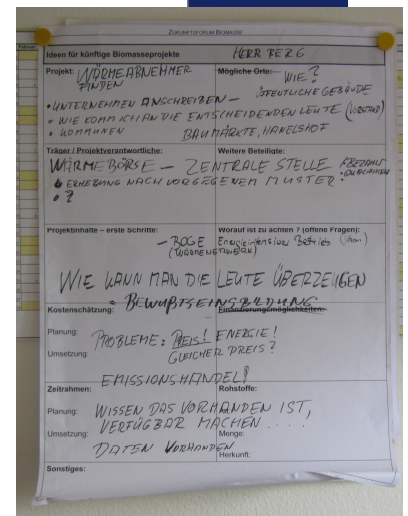 ZUKUNFTSFORUM BIOMASSE
Ideen für künftige Biomasseprojekte HERR BERG
Projekt: WÄRMEABNEHMER
FINDEN
Mögliche Orte: WIE?
ÖFFENTLICHE GEBÄUDE
• UNTERNEHMEN ANSCHREIBEN –
• WIE KOMM ICH AN DIE ENTSCHEIDENDEN LEUTE (VORSTAND)
• KOMMUNEN BAUMÄRKTE,
Träger / Projektverantwortliche: Weitere Beteiligte:
WÄRMEBÖRSE – ZENTRALE STELLE
ERHEBUNG NACH VORGEGEBENEM MUSTER
• ?
Projektinhalte – erste Schritte: Worauf ist zu achten ? (offene Fragen):
– BÖGE
(WÄRMENETZWERK)
WIE KANN MAN DIE LEUTE ÜBERZEUGEN
BEWUßTSEINSBILDUNG
Kostenschätzung: Finanzierungsmöglichkeiten:
Planung: PROBLEME: PREIS! ENERGIE!
Umsetzung: GLEICHER PREIS?
EMISSIONSHANDEL!
Zeitrahmen: Rohstoffe:
Planung: WISSEN DAS VORHANDEN IST,
Umsetzung: VERFÜGBAR MACHEN ....
Menge:
DATEN VORHANDEN
Herkunft:
Sonstiges: